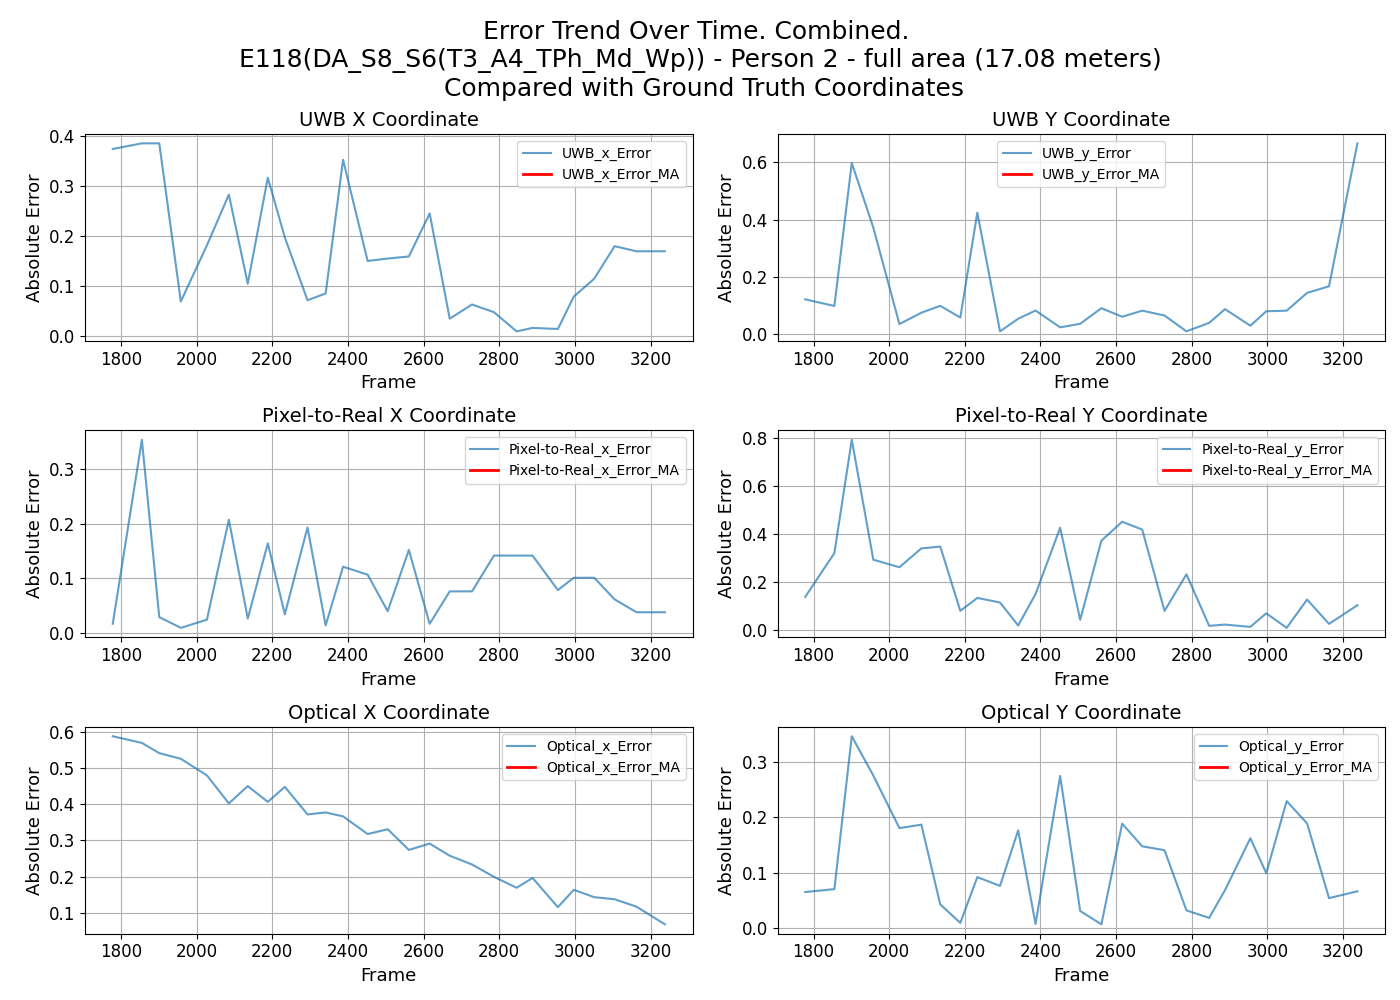 Error Trend Over Time. Combined.
E118(DA_S8_S6(T3_A4_TPh_Md_Wp)) - Person 2 - full area (17.08 meters)
Compared with Ground Truth Coordinates
UWB X Coordinate
Absolute Error
0.4
0.3
0.2
0.1
0.0
UWB_x_Error
UWB_x_Error_MA
1800 2000 2200 2400 2600 2800 3000 3200
Frame
UWB Y Coordinate
Absolute Error
0.6
0.4
0.2
0.0
UWB_y_Error
UWB_y_Error_MA
1800 2000 2200 2400 2600 2800 3000 3200
Frame
Pixel-to-Real X Coordinate
Absolute Error
0.3
0.2
0.1
0.0
Pixel-to-Real_x_Error
Pixel-to-Real_x_Error_MA
1800 2000 2200 2400 2600 2800 3000 3200
Frame
Pixel-to-Real Y Coordinate
Absolute Error
0.8
0.6
0.4
0.2
0.0
Pixel-to-Real_y_Error
Pixel-to-Real_y_Error_MA
1800 2000 2200 2400 2600 2800 3000 3200
Frame
Optical X Coordinate
Absolute Error
0.6
0.5
0.4
0.3
0.2
0.1
Optical_x_Error
Optical_x_Error_MA
1800 2000 2200 2400 2600 2800 3000 3200
Frame
Optical Y Coordinate
Absolute Error
0.3
0.2
0.1
0.0
Optical_y_Error
Optical_y_Error_MA
1800 2000 2200 2400 2600 2800 3000 3200
Frame